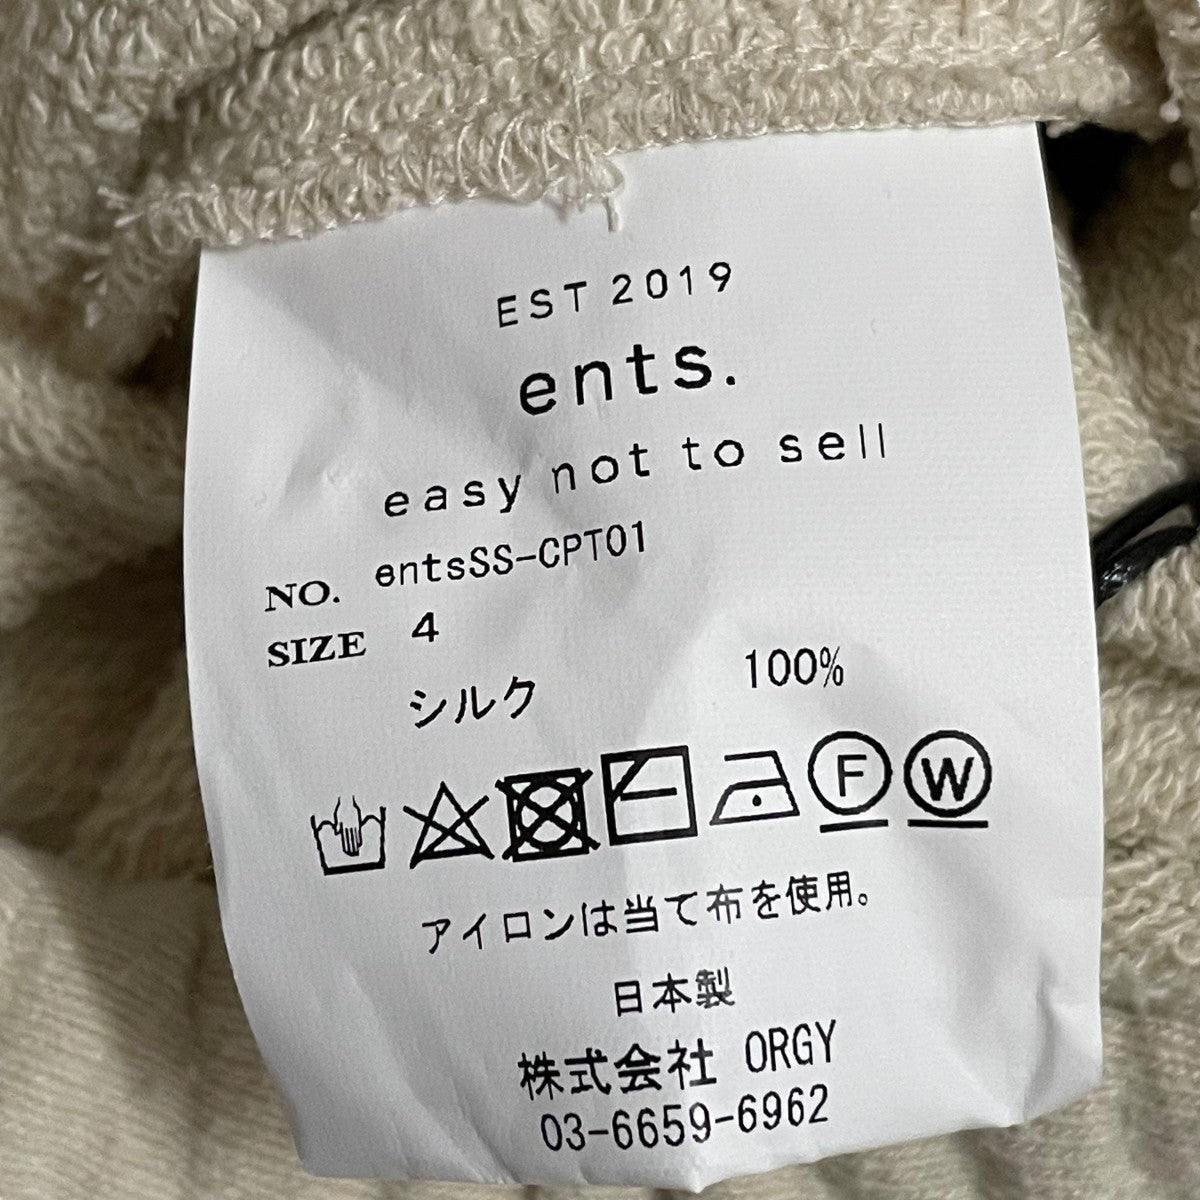 EST 2019
ents.
easy not to sell
NO. entsSS-CPT01
SIZE 4
シルク 100%
F W
アイロンは当て布を使用。
日本製
株式会社 ORGY
03-6659-6962